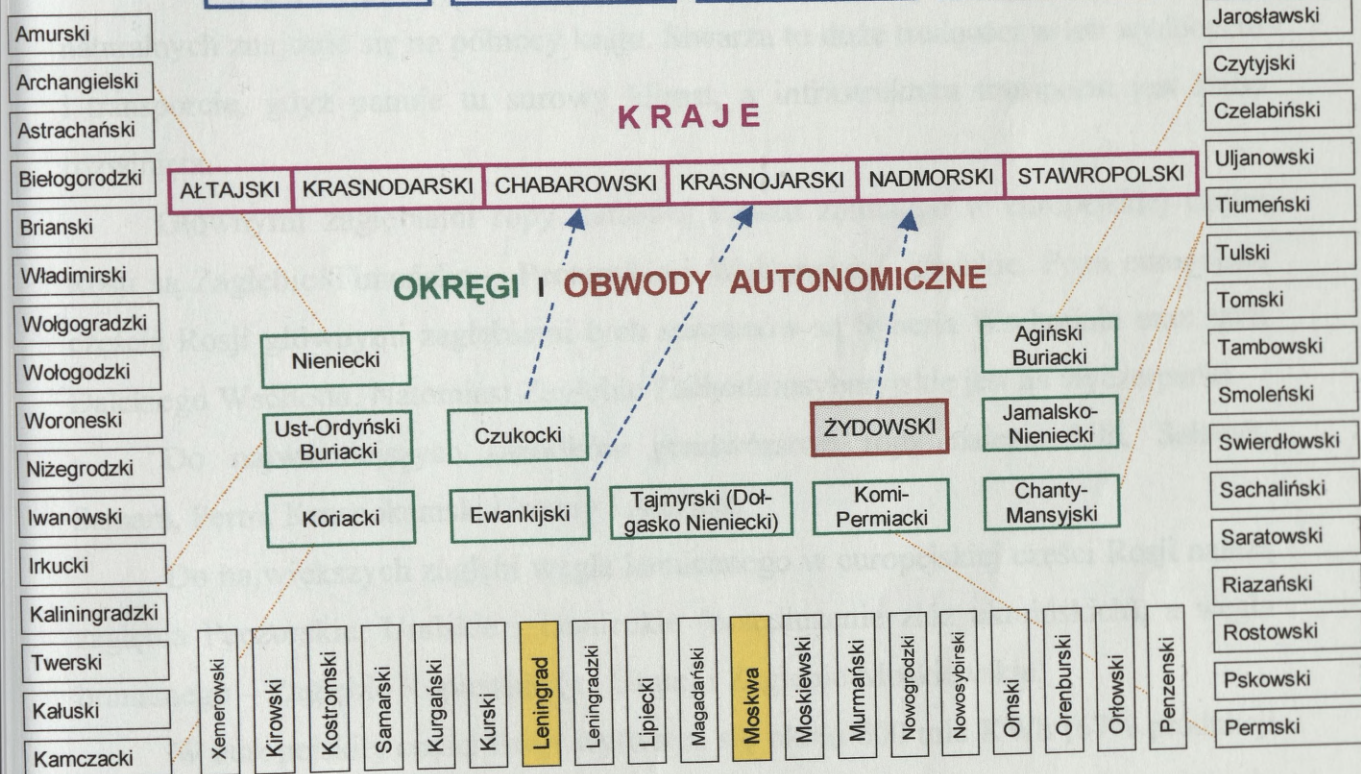 Amurski
Archangielski
Astrachański
Biełogorodzki
Brianski
Władimirski
Wołgogradzki
Wołogodzki
Woroneski
Niżegrodzki
Iwanowski
Irkucki
Kaliningradzki
Twerski
Kałuski
Kamczacki
KRAJE
AŁTAJSKI KRASNODARSKI CHABAROWSKI KRASNOJARSKI NADMORSKI STAWROPOLSKI
OKRĘGI I OBWODY AUTONOMICZNE
Nieniecki
Agiński
Buriacki
Ust-Ordyński
Buriacki
Czukocki
ŻYDOWSKI
Jamalsko-
Nieniecki
Koriacki
Ewankijski
Tajmyrski (Doł-
gasko Nieniecki)
Komi-
Permiacki
Chanty-
Mansyjski
Kemerowski
Kirowski
Kostromski
Samarski
Kurgański
Kurski
Leningrad
Leningradzki
Lipiecki
Magadański
Moskwa
Moskiewski
Murmański
Nowogrodzki
Nowosybirski
Omski
Orenburski
Orłowski
Penzenski
Jarosławski
Czytyjski
Czelabiński
Uljanowski
Tiumeński
Tulski
Tomski
Tambowski
Smoleński
Swierdłowski
Sachaliński
Saratowski
Riazański
Rostowski
Pskowski
Permski